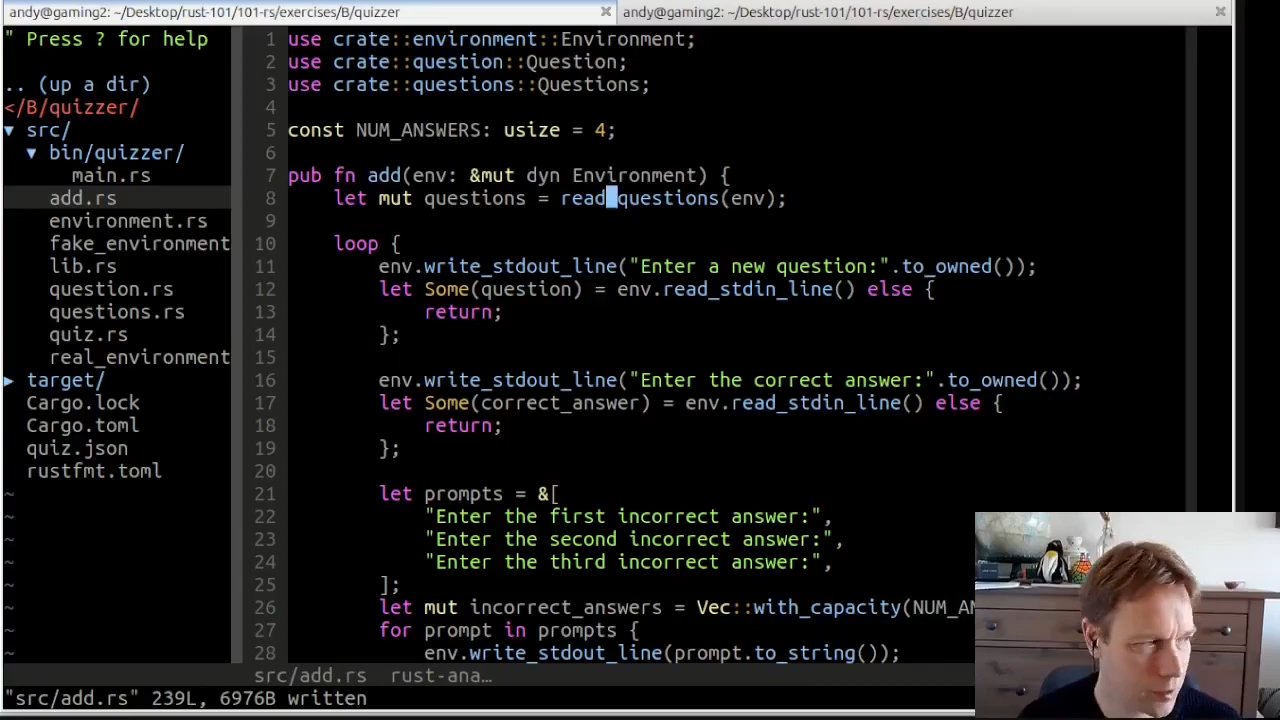 andy@gaming2: ~/Desktop/rust-101/101-rs/exercises/B/quizzer
andy@gaming2: ~/Desktop/rust-101/101-rs/exercises/B/quizzer
" Press ? for help
.. (up a dir)
</B/quizzer/
▼ src/
▼ bin/quizzer/
main.rs
add.rs
environment.rs
fake_environment
lib.rs
question.rs
questions.rs
quiz.rs
real_environment
▶ target/
Cargo.lock
Cargo.toml
quiz.json
rustfmt.toml
~
~
~
~
~
~
~
~
1 use crate::environment::Environment;
2 use crate::question::Question;
3 use crate::questions::Questions;
4
5 const NUM_ANSWERS: usize = 4;
6
7 pub fn add(env: &mut dyn Environment) {
8 let mut questions = read_questions(env);
9
10 loop {
11 env.write_stdout_line("Enter a new question:".to_owned());
12 let Some(question) = env.read_stdin_line() else {
13 return;
14 };
15
16 env.write_stdout_line("Enter the correct answer:".to_owned());
17 let Some(correct_answer) = env.read_stdin_line() else {
18 return;
19 };
20
21 let prompts = &[
22 "Enter the first incorrect answer:",
23 "Enter the second incorrect answer:",
24 "Enter the third incorrect answer:",
25 ];
26 let mut incorrect_answers = Vec::with_capacity(NUM_AN
27 for prompt in prompts {
28 env.write_stdout_line(prompt.to_string());
src/add.rs rust-ana…
"src/add.rs" 239L, 6976B written